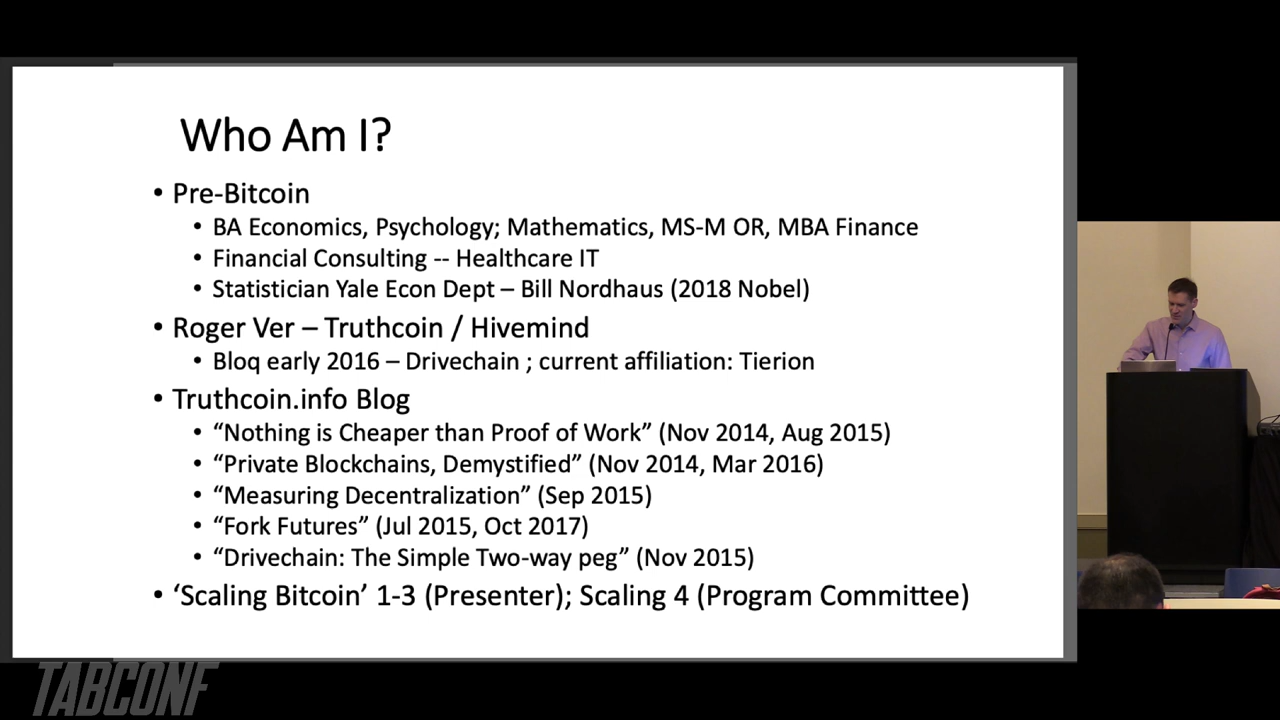 Who Am I?
• Pre-Bitcoin
• BA Economics, Psychology; Mathematics, MS-M OR, MBA Finance
• Financial Consulting -- Healthcare IT
• Statistician Yale Econ Dept – Bill Nordhaus (2018 Nobel)
• Roger Ver – Truthcoin / Hivemind
• Bloq early 2016 – Drivechain ; current affiliation: Tierion
• Truthcoin.info Blog
• “Nothing is Cheaper than Proof of Work” (Nov 2014, Aug 2015)
• “Private Blockchains, Demystified” (Nov 2014, Mar 2016)
• “Measuring Decentralization” (Sep 2015)
• “Fork Futures” (Jul 2015, Oct 2017)
• “Drivechain: The Simple Two-way peg” (Nov 2015)
• ‘Scaling Bitcoin’ 1-3 (Presenter); Scaling 4 (Program Committee)
TABCONF